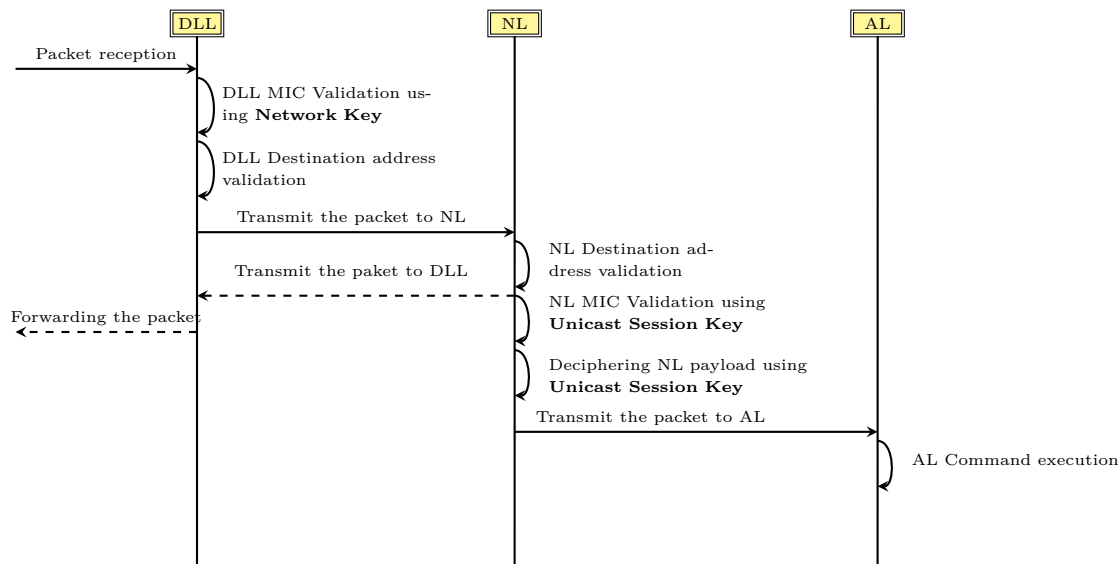 DLL
NL
AL
Packet reception
DLL MIC Validation us-
ing Network Key
DLL Destination address
validation
Transmit the packet to NL
NL Destination ad-
dress validation
Transmit the paket to DLL
NL MIC Validation using
Unicast Session Key
Forwarding the packet
Deciphering NL payload using
Unicast Session Key
Transmit the packet to AL
AL Command execution